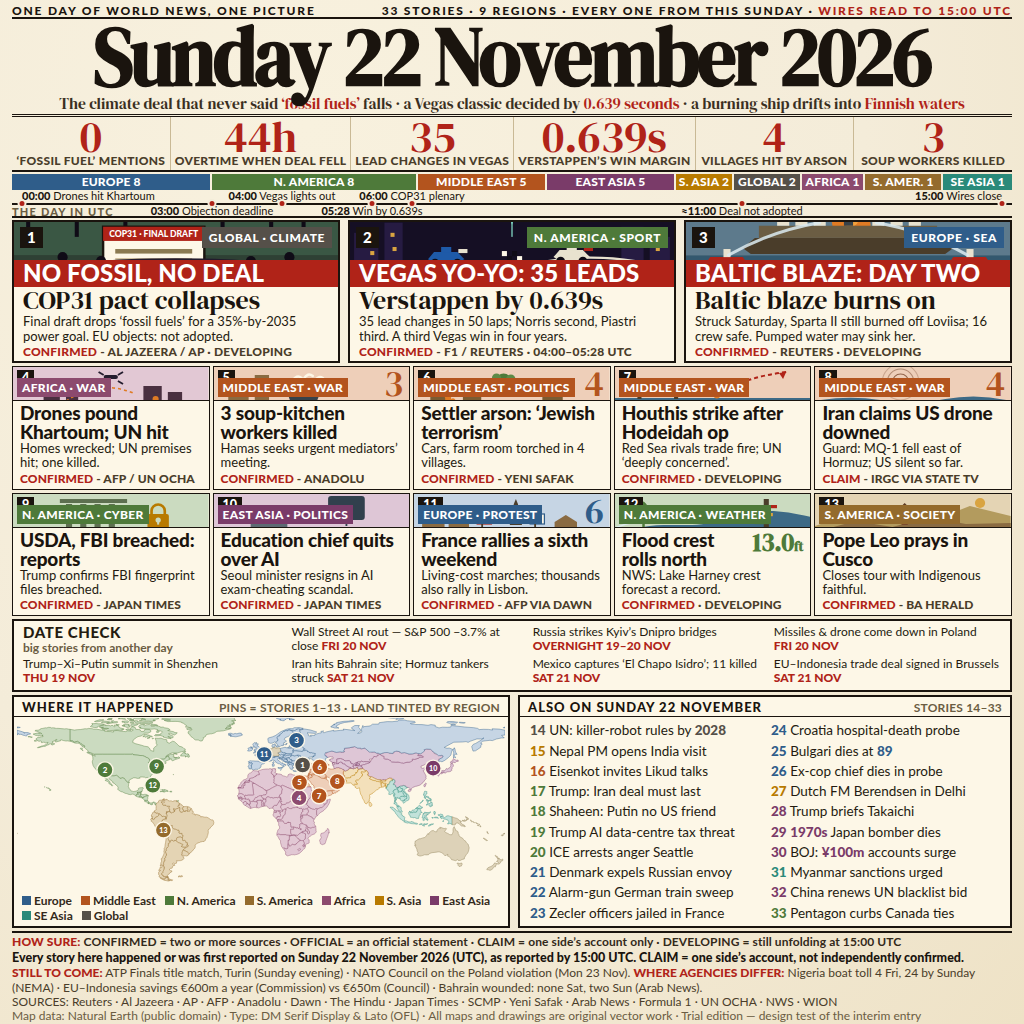 ONE DAY OF WORLD NEWS, ONE PICTURE
33 STORIES · 9 REGIONS · EVERY ONE FROM THIS SUNDAY · WIRES READ TO 15:00 UTC
Sunday 22 November 2026
The climate deal that never said ‘fossil fuels’ falls · a Vegas classic decided by 0.639 seconds · a burning ship drifts into Finnish waters
0
‘FOSSIL FUEL’ MENTIONS
44h
OVERTIME WHEN DEAL FELL
35
LEAD CHANGES IN VEGAS
0.639s
VERSTAPPEN’S WIN MARGIN
4
VILLAGES HIT BY ARSON
3
SOUP WORKERS KILLED
EUROPE 8
N. AMERICA 8
MIDDLE EAST 5
EAST ASIA 5
S. ASIA 2
GLOBAL 2
AFRICA 1
S. AMER. 1
SE ASIA 1
00:00 Drones hit Khartoum
04:00 Vegas lights out
06:00 COP31 plenary
15:00 Wires close
THE DAY IN UTC
03:00 Objection deadline
05:28 Win by 0.639s
≈11:00 Deal not adopted
1
COP31 · FINAL DRAFT
GLOBAL · CLIMATE
NO FOSSIL, NO DEAL
COP31 pact collapses
Final draft drops ‘fossil fuels’ for a 35%-by-2035
power goal. EU objects: not adopted.
CONFIRMED - AL JAZEERA / AP · DEVELOPING
2
N. AMERICA · SPORT
VEGAS YO-YO: 35 LEADS
Verstappen by 0.639s
35 lead changes in 50 laps; Norris second, Piastri
third. A third Vegas win in four years.
CONFIRMED - F1 / REUTERS · 04:00–05:28 UTC
3
EUROPE · SEA
BALTIC BLAZE: DAY TWO
Baltic blaze burns on
Struck Saturday, Sparta II still burned off Loviisa; 16
crew safe. Pumped water may sink her.
CONFIRMED - REUTERS · DEVELOPING
4
AFRICA · WAR
Drones pound
Khartoum; UN hit
Homes wrecked; UN premises
hit; one killed.
CONFIRMED - AFP / UN OCHA
5
MIDDLE EAST · WAR
3
3 soup-kitchen
workers killed
Hamas seeks urgent mediators’
meeting.
CONFIRMED - ANADOLU
6
MIDDLE EAST · POLITICS
4
Settler arson: ‘Jewish
terrorism’
Cars, farm room torched in 4
villages.
CONFIRMED - YENI SAFAK
7
MIDDLE EAST · WAR
Houthis strike after
Hodeidah op
Red Sea rivals trade fire; UN
‘deeply concerned’.
CONFIRMED · DEVELOPING
8
MIDDLE EAST · WAR
4
Iran claims US drone
downed
Guard: MQ-1 fell east of
Hormuz; US silent so far.
CLAIM - IRGC VIA STATE TV
9
N. AMERICA · CYBER
USDA, FBI breached:
reports
Trump confirms FBI fingerprint
files breached.
CONFIRMED - JAPAN TIMES
10
EAST ASIA · POLITICS
Education chief quits
over AI
Seoul minister resigns in AI
exam-cheating scandal.
CONFIRMED - JAPAN TIMES
11
EUROPE · PROTEST
6
France rallies a sixth
weekend
Living-cost marches; thousands
also rally in Lisbon.
CONFIRMED - AFP VIA DAWN
12
N. AMERICA · WEATHER
13.0ft
Flood crest
rolls north
NWS: Lake Harney crest
forecast a record.
CONFIRMED · DEVELOPING
13
S. AMERICA · SOCIETY
Pope Leo prays in
Cusco
Closes tour with Indigenous
faithful.
CONFIRMED - BA HERALD
DATE CHECK
big stories from another day
Trump–Xi–Putin summit in Shenzhen
THU 19 NOV
Wall Street AI rout — S&P 500 –3.7% at
close FRI 20 NOV
Iran hits Bahrain site; Hormuz tankers
struck SAT 21 NOV
Russia strikes Kyiv’s Dnipro bridges
OVERNIGHT 19–20 NOV
Mexico captures ‘El Chapo Isidro’; 11 killed
SAT 21 NOV
Missiles & drone come down in Poland
FRI 20 NOV
EU–Indonesia trade deal signed in Brussels
SAT 21 NOV
WHERE IT HAPPENED
PINS = STORIES 1–13 · LAND TINTED BY REGION
3
11
1
6
2
9
10
5
8
12
4
7
13
Europe Middle East N. America S. America Africa S. Asia East Asia
SE Asia Global
ALSO ON SUNDAY 22 NOVEMBER
STORIES 14–33
14 UN: killer-robot rules by 2028
15 Nepal PM opens India visit
16 Eisenkot invites Likud talks
17 Trump: Iran deal must last
18 Shaheen: Putin no US friend
19 Trump AI data-centre tax threat
20 ICE arrests anger Seattle
21 Denmark expels Russian envoy
22 Alarm-gun German train sweep
23 Zecler officers jailed in France
24 Croatia hospital-death probe
25 Bulgari dies at 89
26 Ex-cop chief dies in probe
27 Dutch FM Berendsen in Delhi
28 Trump briefs Takaichi
29 1970s Japan bomber dies
30 BOJ: ¥100m accounts surge
31 Myanmar sanctions urged
32 China renews UN blacklist bid
33 Pentagon curbs Canada ties
HOW SURE: CONFIRMED = two or more sources · OFFICIAL = an official statement · CLAIM = one side’s account only · DEVELOPING = still unfolding at 15:00 UTC
Every story here happened or was first reported on Sunday 22 November 2026 (UTC), as reported by 15:00 UTC. CLAIM = one side’s account, not independently confirmed.
STILL TO COME: ATP Finals title match, Turin (Sunday evening) · NATO Council on the Poland violation (Mon 23 Nov). WHERE AGENCIES DIFFER: Nigeria boat toll 4 Fri, 24 by Sunday
(NEMA) · EU–Indonesia savings €600m a year (Commission) vs €650m (Council) · Bahrain wounded: none Sat, two Sun (Arab News).
SOURCES: Reuters · Al Jazeera · AP · AFP · Anadolu · Dawn · The Hindu · Japan Times · SCMP · Yeni Safak · Arab News · Formula 1 · UN OCHA · NWS · WION
Map data: Natural Earth (public domain) · Type: DM Serif Display & Lato (OFL) · All maps and drawings are original vector work · Trial edition — design test of the interim entry